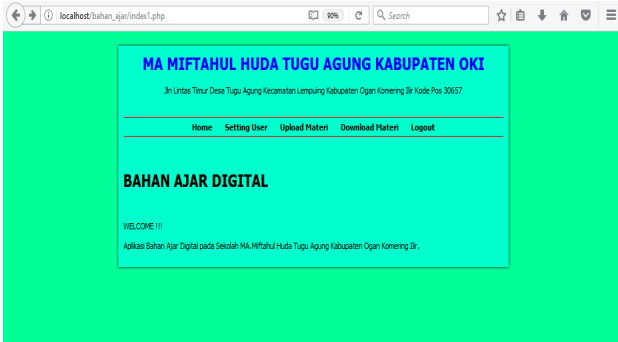 localhost/bahan_ajar/index1.php 90% Search
MA MIFTAHUL HUDA TUGU AGUNG KABUPATEN OKI
Jln Lintas Timur Desa Tugu Agung Kecamatan Lempuing Kabupaten Ogan Komering Ilir Kode Pos 30657
Home Setting User Upload Materi Download Materi Logout
BAHAN AJAR DIGITAL
WELCOME !!!
Aplikasi Bahan Ajar Digital pada Sekolah MA.Miftahul Huda Tugu Agung Kabupaten Ogan Komering Ilir.